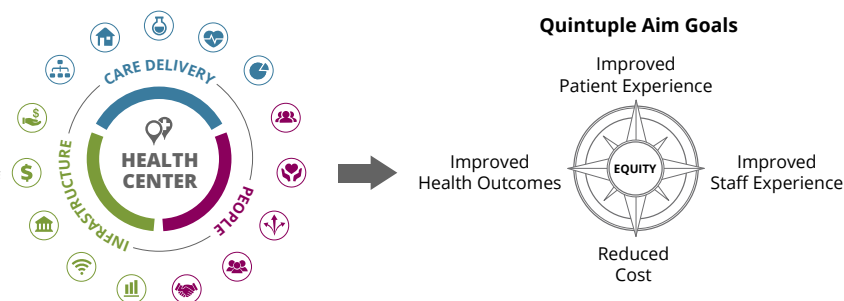 CARE DELIVERY
HEALTH
CENTER
INFRASTRUCTURE
PEOPLE
$
$
Quintuple Aim Goals
Improved
Patient Experience
Improved
Health Outcomes
EQUITY
Improved
Staff Experience
Reduced
Cost